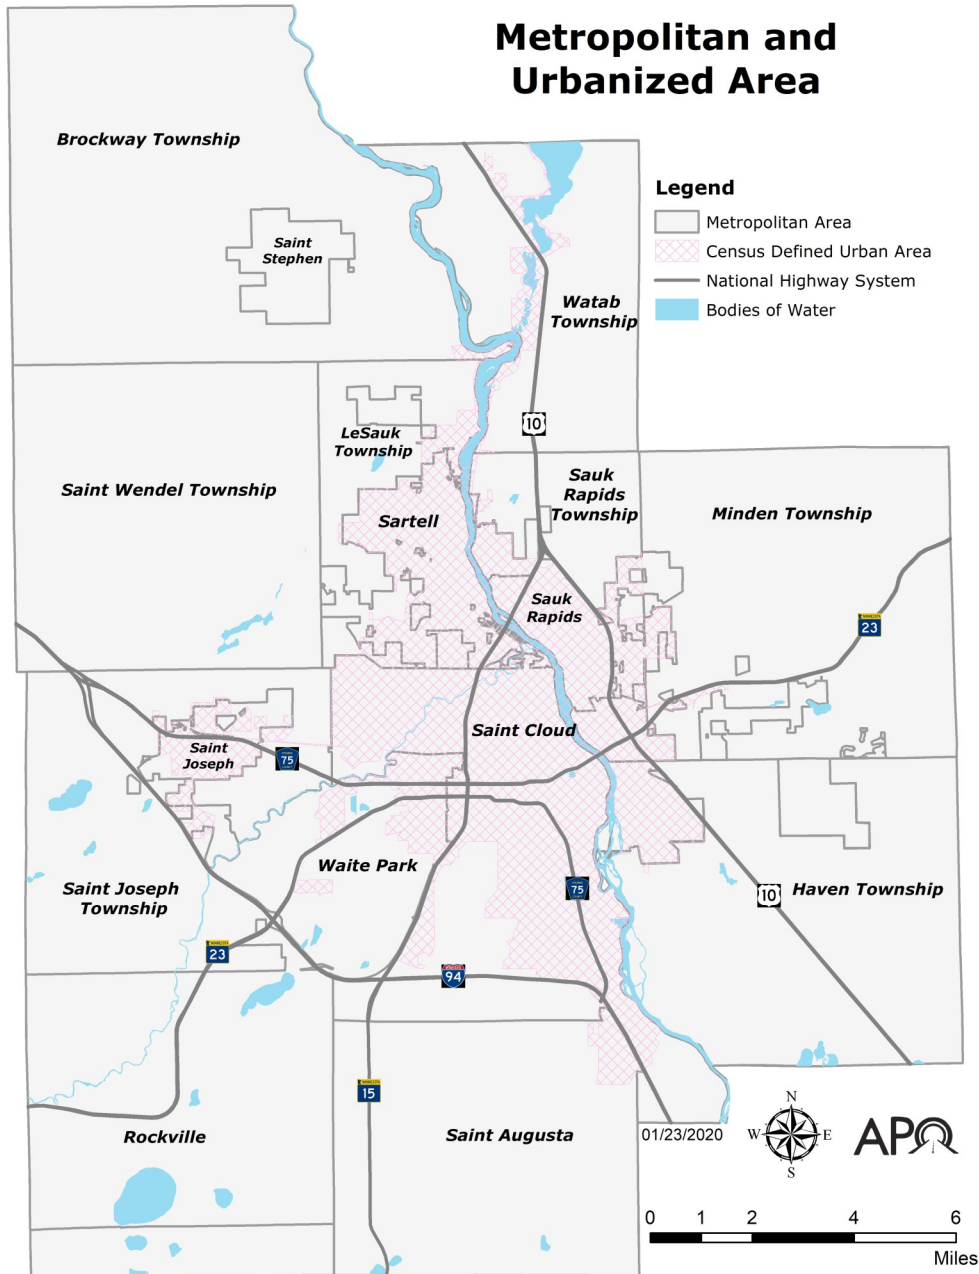 Metropolitan and
Urbanized Area
Brockway Township
Legend
Metropolitan Area
Census Defined Urban Area
National Highway System
Bodies of Water
Saint
Stephen
Watab
Township
10
LeSauk
Township
Sauk
Rapids
Township
Saint Wendel Township
Sartell
Minden Township
Sauk
Rapids
23
Saint Cloud
Saint
Joseph
75
Waite Park
Saint Joseph
Township
75
Haven Township
10
23
94
15
Rockville
Saint Augusta
01/23/2020
N
W
E
S
APO
0 1 2 4 6
Miles